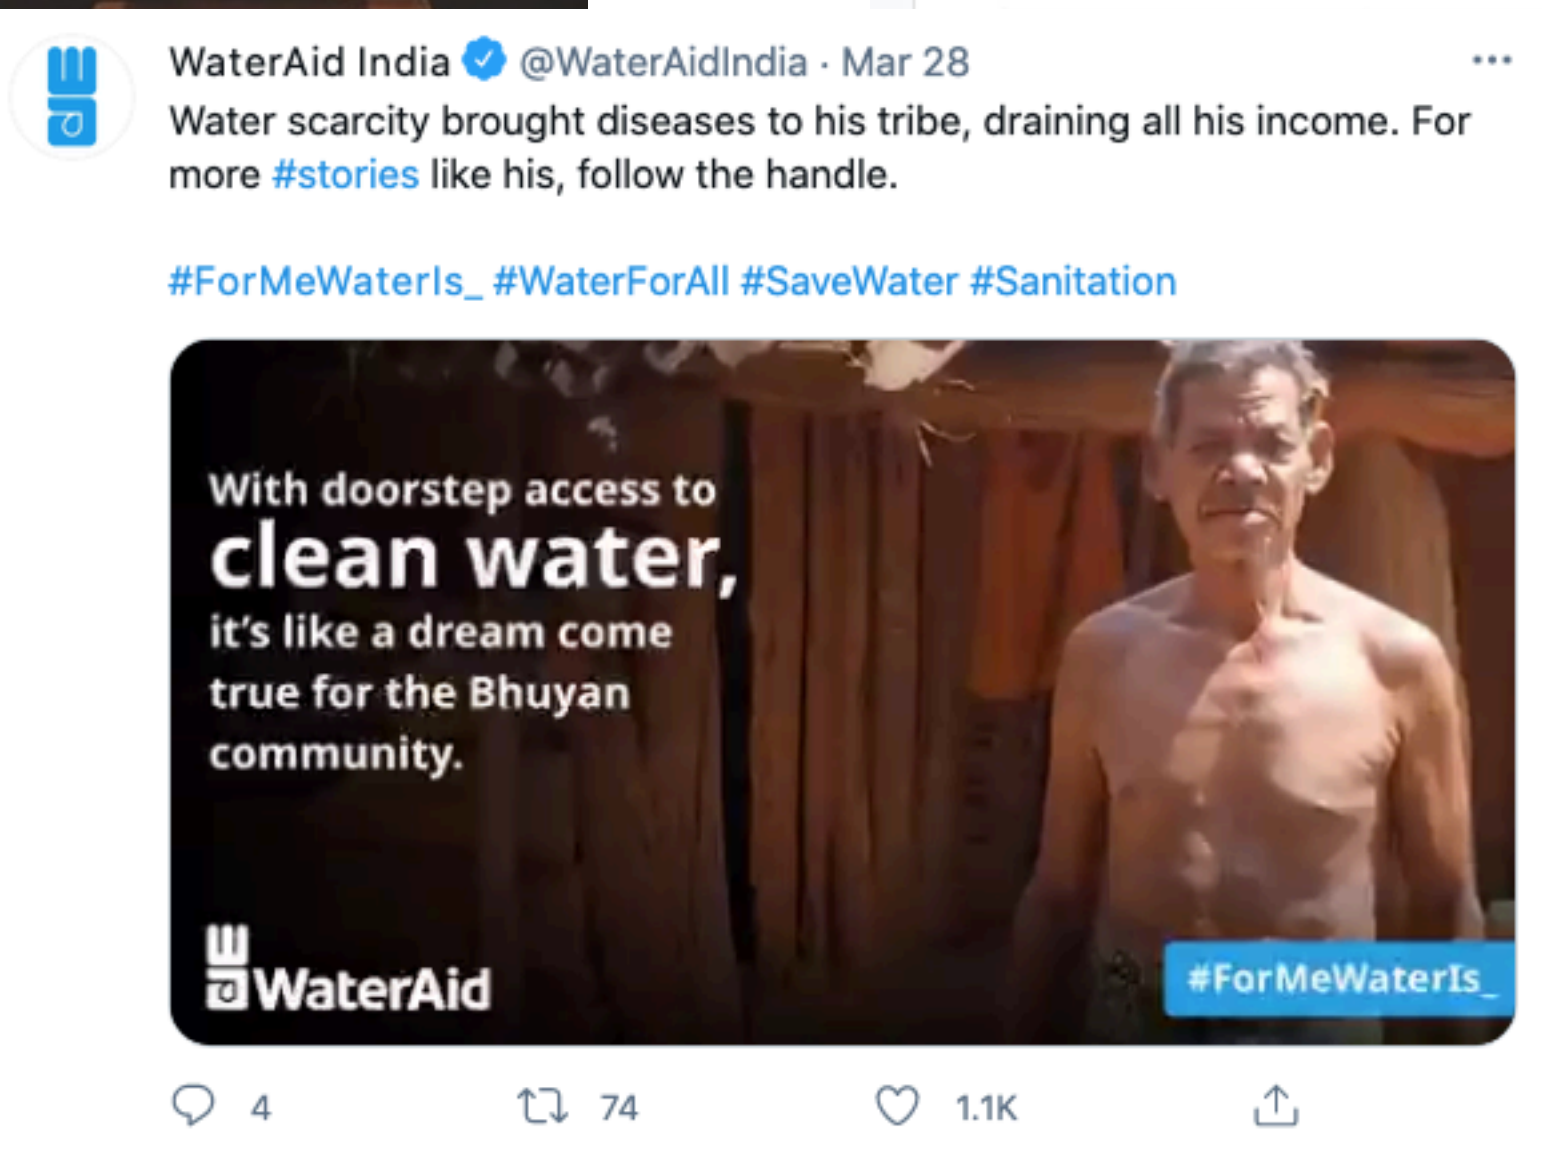 WaterAid India @WaterAidIndia · Mar 28
Water scarcity brought diseases to his tribe, draining all his income. For
more #stories like his, follow the handle.
#ForMeWaterIs_ #WaterForAll #SaveWater #Sanitation
With doorstep access to
clean water,
it's like a dream come
true for the Bhuyan
community.
WaterAid
#ForMeWaterIs_
4 74 1.1K